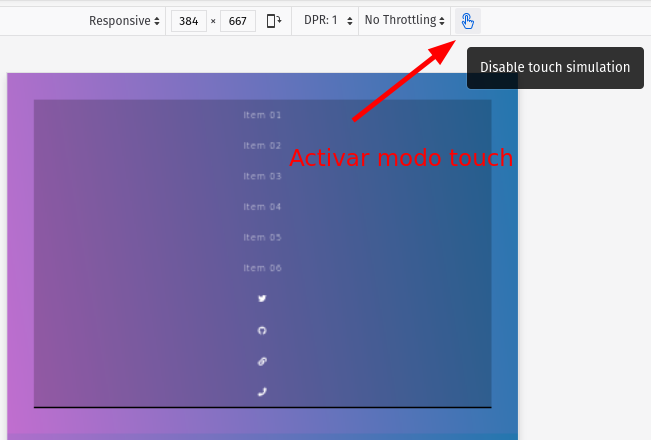 Responsive 384 × 667 DPR: 1 No Throttling
Disable touch simulation
Item 01
Item 02
Activar modo touch
Item 03
Item 04
Item 05
Item 06